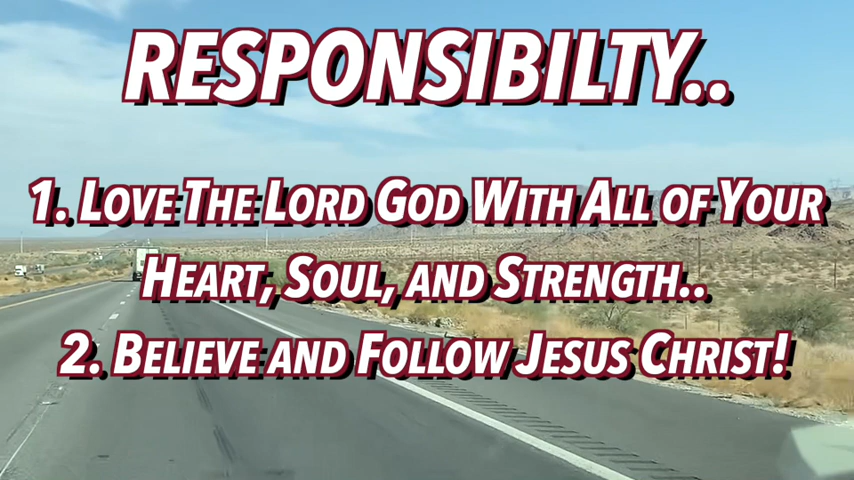 RESPONSIBILTY..
1. LOVE THE LORD GOD WITH ALL OF YOUR
HEART, SOUL, AND STRENGTH..
2. BELIEVE AND FOLLOW JESUS CHRIST!